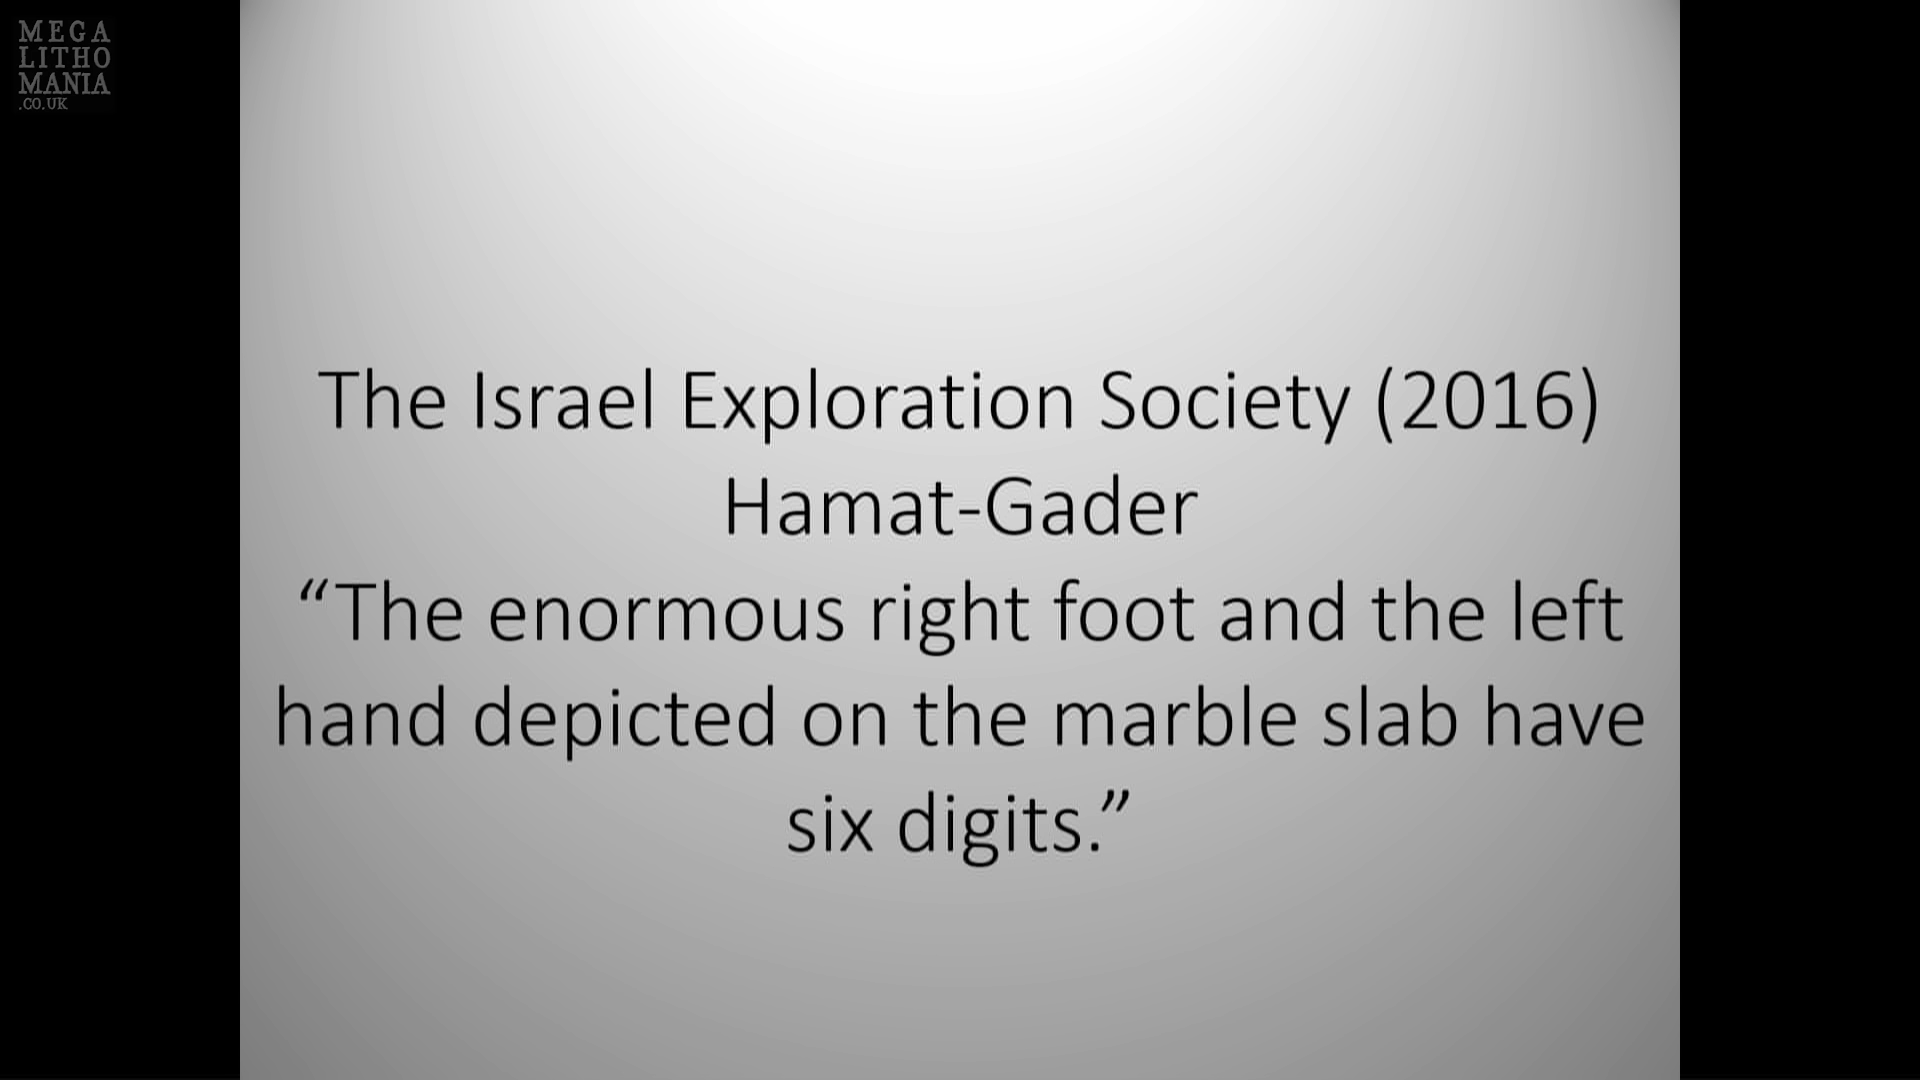 MEGA
LITHO
MANIA
.CO.UK
The Israel Exploration Society (2016)
Hamat-Gader
“The enormous right foot and the left
hand depicted on the marble slab have
six digits.”